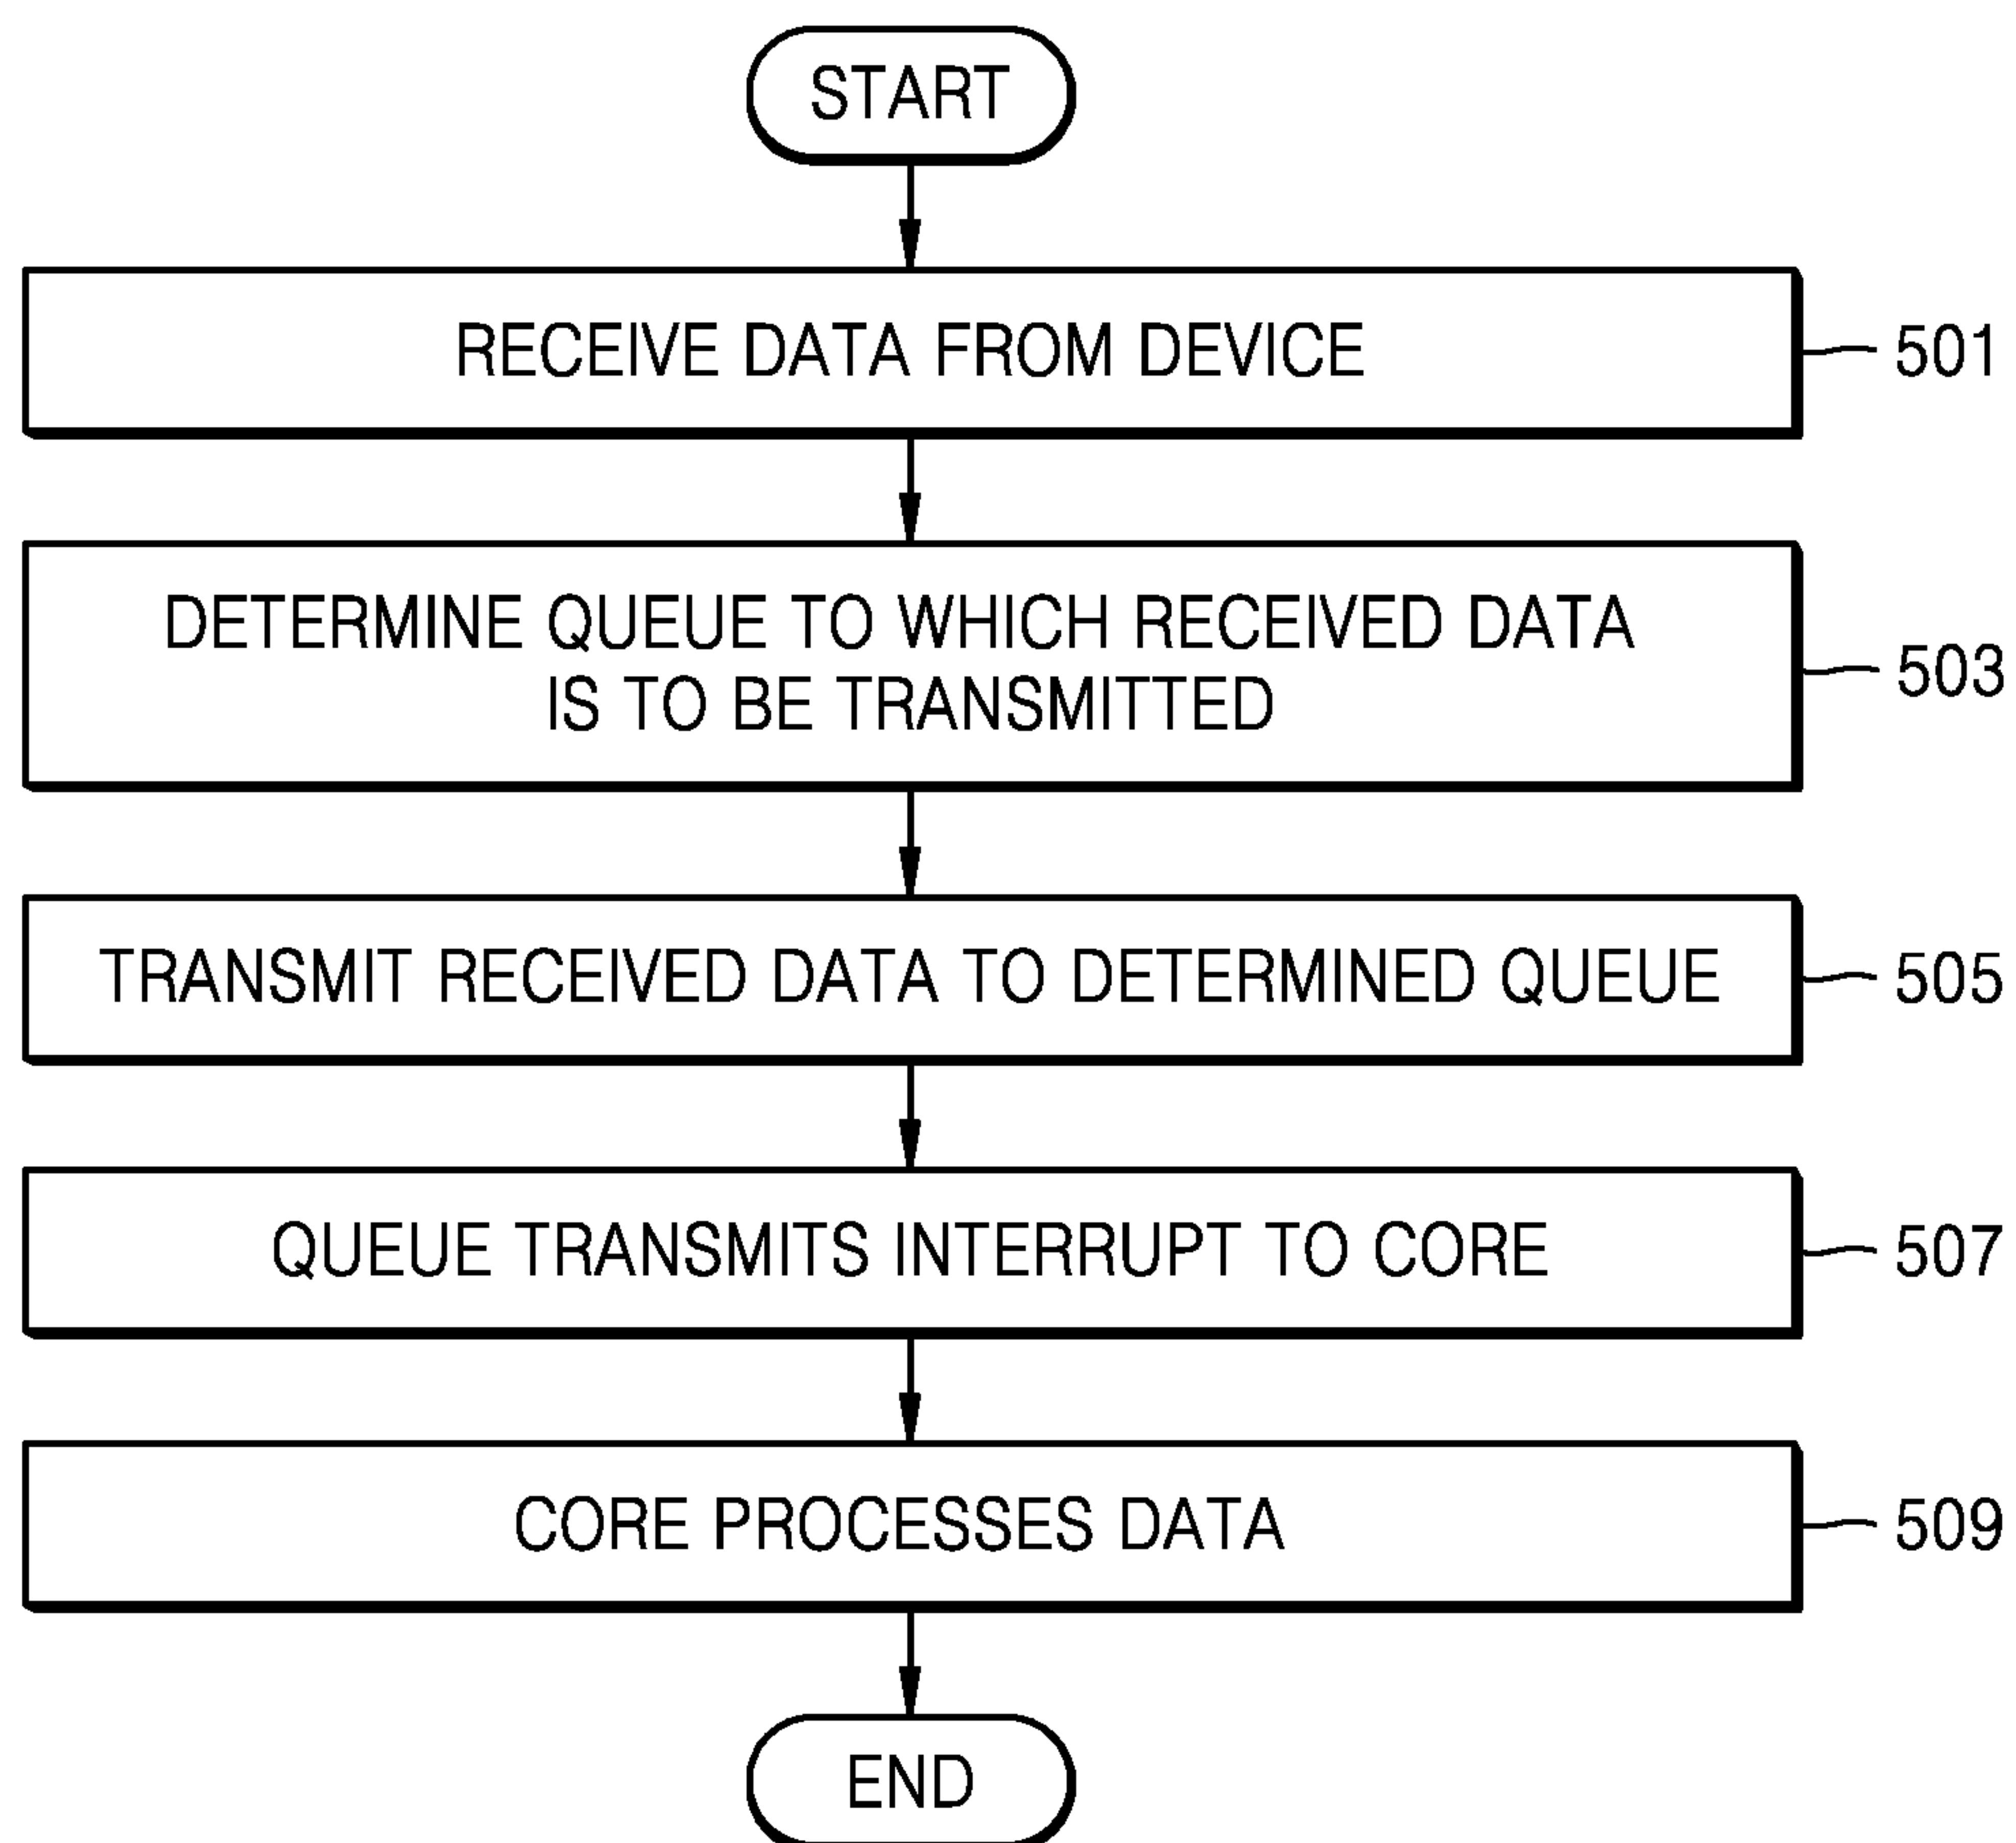 START
RECEIVE DATA FROM DEVICE
501
DETERMINE QUEUE TO WHICH RECEIVED DATA
IS TO BE TRANSMITTED
503
TRANSMIT RECEIVED DATA TO DETERMINED QUEUE
505
QUEUE TRANSMITS INTERRUPT TO CORE
507
CORE PROCESSES DATA
509
END